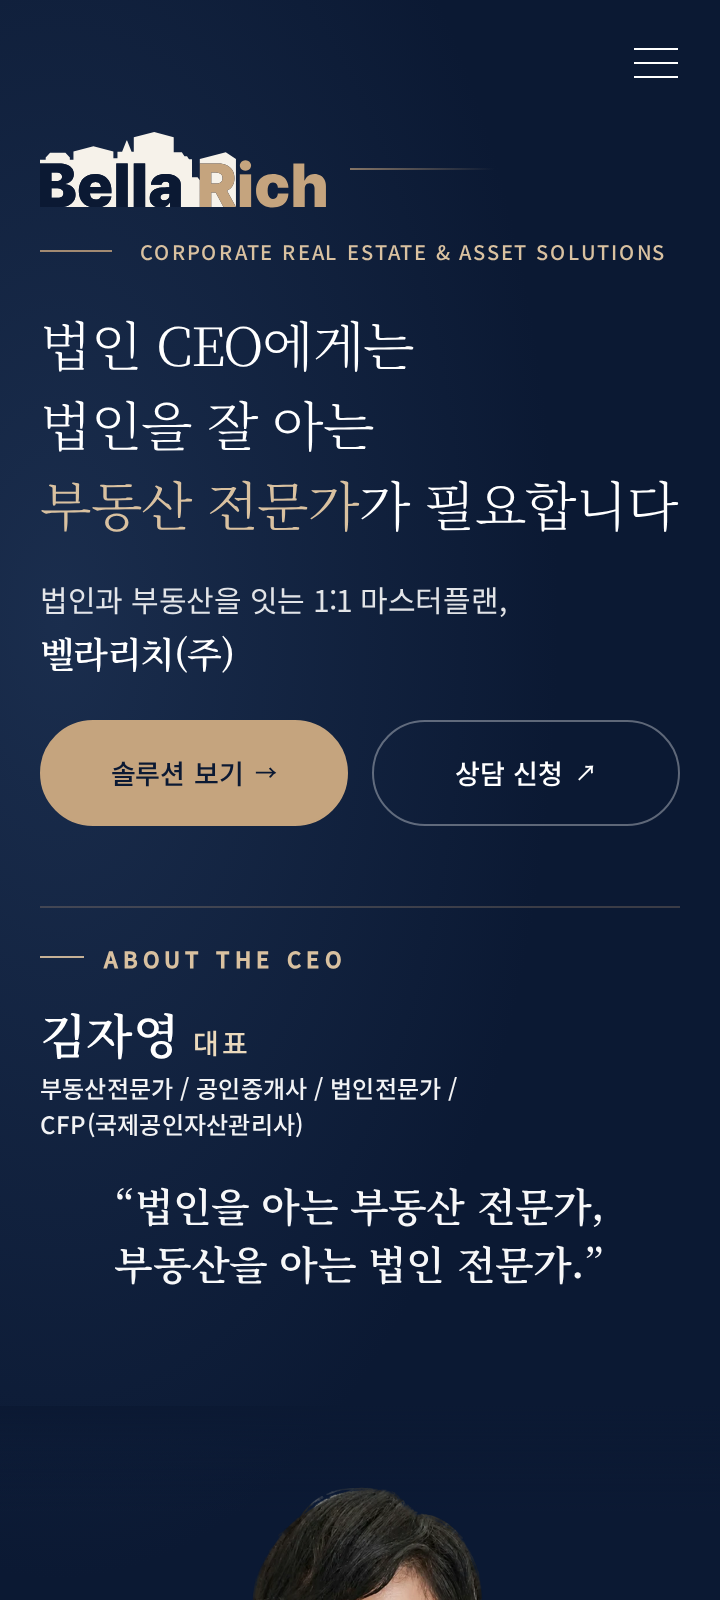 Bella Rich
CORPORATE REAL ESTATE & ASSET SOLUTIONS
법인 CEO에게는
법인을 잘 아는
부동산 전문가가 필요합니다
법인과 부동산을 잇는 1:1 마스터플랜,
벨라리치(주)
솔루션 보기 →
상담 신청 ↗
ABOUT THE CEO
김자영 대표
부동산전문가 / 공인중개사 / 법인전문가 /
CFP(국제공인자산관리사)
“법인을 아는 부동산 전문가,
부동산을 아는 법인 전문가.”